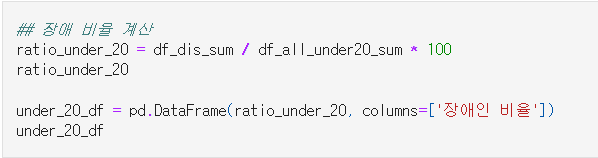 ## 장애 비율 계산
ratio_under_20 = df_dis_sum / df_all_under20_sum * 100
ratio_under_20
under_20_df = pd.DataFrame(ratio_under_20, columns=['장애인 비율'])
under_20_df